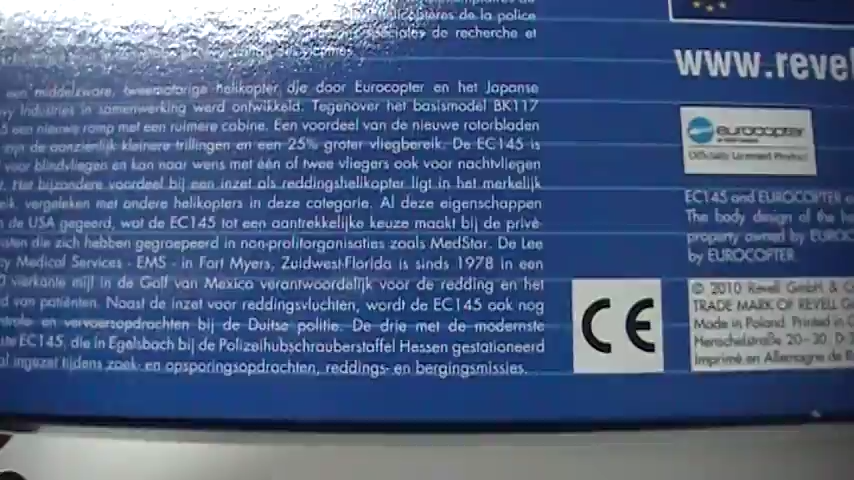 hélicoptères de la police
spéciales de recherche et
een middelzware, tweemotorige helikopter die door Eurocopter en het Japanse
Industries in samenwerking werd ontwikkeld. Tegenover het basismodel BK117
5 een nieuwe romp met een ruimere cabine. Een voordeel van de nieuwe rotorbladen
zijn de aanzienlijk kleinere trillingen en een 25% groter vliegbereik. De EC145 is
voor blindvliegen en kan naar wens met één of twee vliegers ook voor nachtvliegen
Het bijzondere voordeel bij een inzet als reddingshelikopter ligt in het merkelijk
vergeleken met andere helikopters in deze categorie. Al deze eigenschappen
de USA gegeerd, wat de EC145 tot een aantrekkelijke keuze maakt bij de privé-
die zich hebben gegroepeerd in non-profitorganisaties zoals MedStar. De Lee
Medical Services - EMS - in Fort Myers, Zuidwest-Florida is sinds 1978 in een
vierkante mijl in de Golf van Mexico verantwoordelijk voor de redding en het
van patiënten. Naast de inzet voor reddingsvluchten, wordt de EC145 ook nog
en vervoersopdrachten bij de Duitse politie. De drie met de modernste
EC145, die in Egelsbach bij de Polizeihubschrauberstaffel Hessen gestationeerd
ingezet tijdens zoek- en opsporingsopdrachten, reddings- en bergingsmissies.
www.revell
eurocopter
Officially Licensed Product
EC145 and EUROCOPTER
The body design of the
property owned by
by EUROCOPTER
CE
© 2010 Revell GmbH & C
TRADE MARK OF REVELL G
Made in Poland. Printed in
Henschelstraße 20-30, D-3
Imprimé en Allemagne